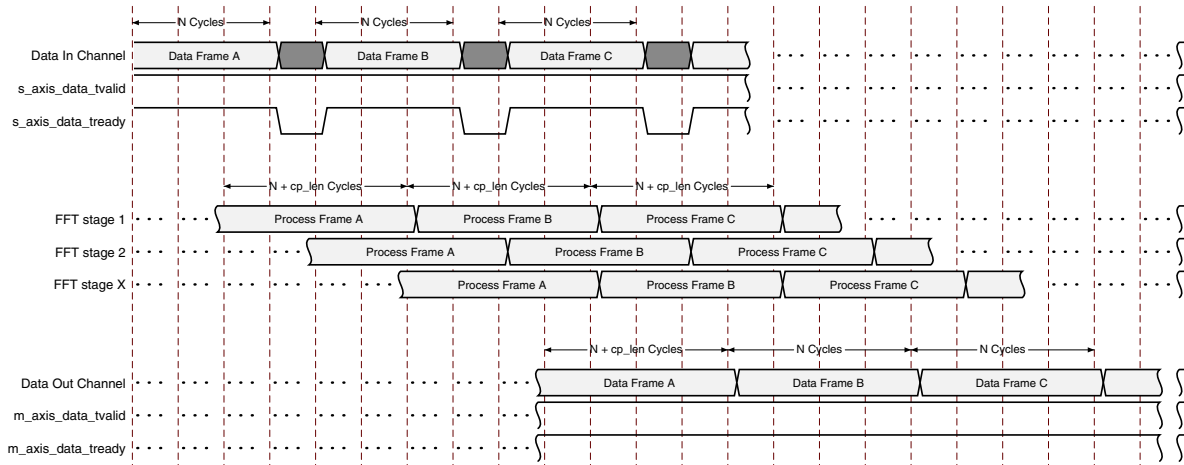 N Cycles N Cycles N Cycles
Data In Channel Data Frame A Data Frame B Data Frame C
s_axis_data_tvalid
s_axis_data_tready
N + cp_len Cycles N + cp_len Cycles N + cp_len Cycles
FFT stage 1 Process Frame A Process Frame B Process Frame C
FFT stage 2 Process Frame A Process Frame B Process Frame C
FFT stage X Process Frame A Process Frame B Process Frame C
N + cp_len Cycles N Cycles N Cycles
Data Out Channel Data Frame A Data Frame B Data Frame C
m_axis_data_tvalid
m_axis_data_tready